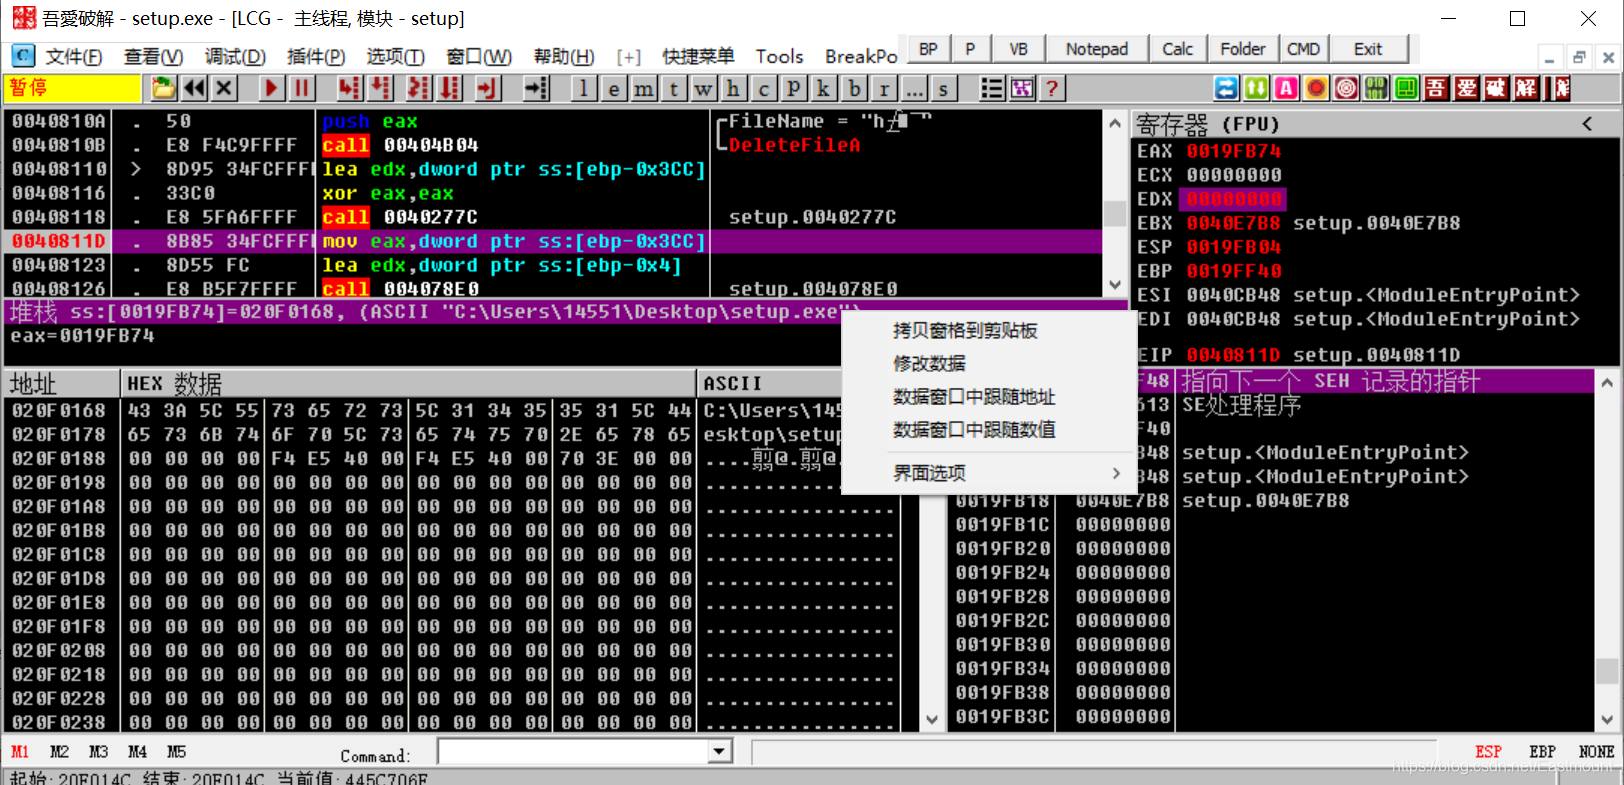 吾愛破解 - setup.exe - [LCG - 主线程, 模块 - setup]
文件(F) 查看(V) 调试(D) 插件(P) 选项(T) 窗口(W) 帮助(H) [+] 快捷菜单 Tools BreakPo BP P VB Notepad Calc Folder CMD Exit
暂停 l e m t w h c p k b r ... s ? 吾 爱 破 解
0040810A . 50 push eax FileName =
0040810B . E8 F4C9FFFF call 00404B04 DeleteFileA
00408110 > 8D95 34FCFFF lea edx,dword ptr ss:[ebp-0x3CC]
00408116 . 33C0 xor eax,eax
00408118 . E8 5FA6FFFF call 0040277C setup.0040277C
0040811D . 8B85 34FCFFF mov eax,dword ptr ss:[ebp-0x3CC]
00408123 . 8D55 FC lea edx,dword ptr ss:[ebp-0x4]
00408126 . E8 B5F7FFFF call 004078E0 setup.004078E0
堆栈 ss:[0019FB74]=020F0168, (ASCII "C:\Users\14551\Desktop\setup.exe")
eax=0019FB74
寄存器 (FPU) <
EAX 0019FB74
ECX 00000000
EDX 00000000
EBX 0040E7B8 setup.0040E7B8
ESP 0019FB04
EBP 0019FF40
ESI 0040CB48 setup.<ModuleEntryPoint>
EDI 0040CB48 setup.<ModuleEntryPoint>
EIP 0040811D setup.0040811D
拷贝窗格到剪贴板
修改数据
数据窗口中跟随地址
数据窗口中跟随数值
界面选项 >
地址 HEX 数据 ASCII
020F0168 43 3A 5C 55 73 65 72 73 5C 31 34 35 35 31 5C 44 C:\Users\145
020F0178 65 73 6B 74 6F 70 5C 73 65 74 75 70 2E 65 78 65 esktop\setup
020F0188 00 00 00 00 F4 E5 40 00 F4 E5 40 00 70 3E 00 00 ....翦@.翦@.
020F0198 00 00 00 00 00 00 00 00 00 00 00 00 00 00 00 00 ................
020F01A8 00 00 00 00 00 00 00 00 00 00 00 00 00 00 00 00 ................
020F01B8 00 00 00 00 00 00 00 00 00 00 00 00 00 00 00 00 ................
020F01C8 00 00 00 00 00 00 00 00 00 00 00 00 00 00 00 00 ................
020F01D8 00 00 00 00 00 00 00 00 00 00 00 00 00 00 00 00 ................
020F01E8 00 00 00 00 00 00 00 00 00 00 00 00 00 00 00 00 ................
020F01F8 00 00 00 00 00 00 00 00 00 00 00 00 00 00 00 00 ................
020F0208 00 00 00 00 00 00 00 00 00 00 00 00 00 00 00 00 ................
020F0218 00 00 00 00 00 00 00 00 00 00 00 00 00 00 00 00 ................
020F0228 00 00 00 00 00 00 00 00 00 00 00 00 00 00 00 00 ................
020F0238 00 00 00 00 00 00 00 00 00 00 00 00 00 00 00 00 ................
F48 指向下一个 SEH 记录的指针
613 SE处理程序
F40
B48 setup.<ModuleEntryPoint>
B48 setup.<ModuleEntryPoint>
0019FB18 0040E7B8 setup.0040E7B8
0019FB1C 00000000
0019FB20 00000000
0019FB24 00000000
0019FB28 00000000
0019FB2C 00000000
0019FB30 00000000
0019FB34 00000000
0019FB38 00000000
0019FB3C 00000000
M1 M2 M3 M4 M5 Command: ESP EBP NONE
https://blog.csdn.net/Eastmount
起始: 20F014C 结束: 20F014C 当前值: 445C706F